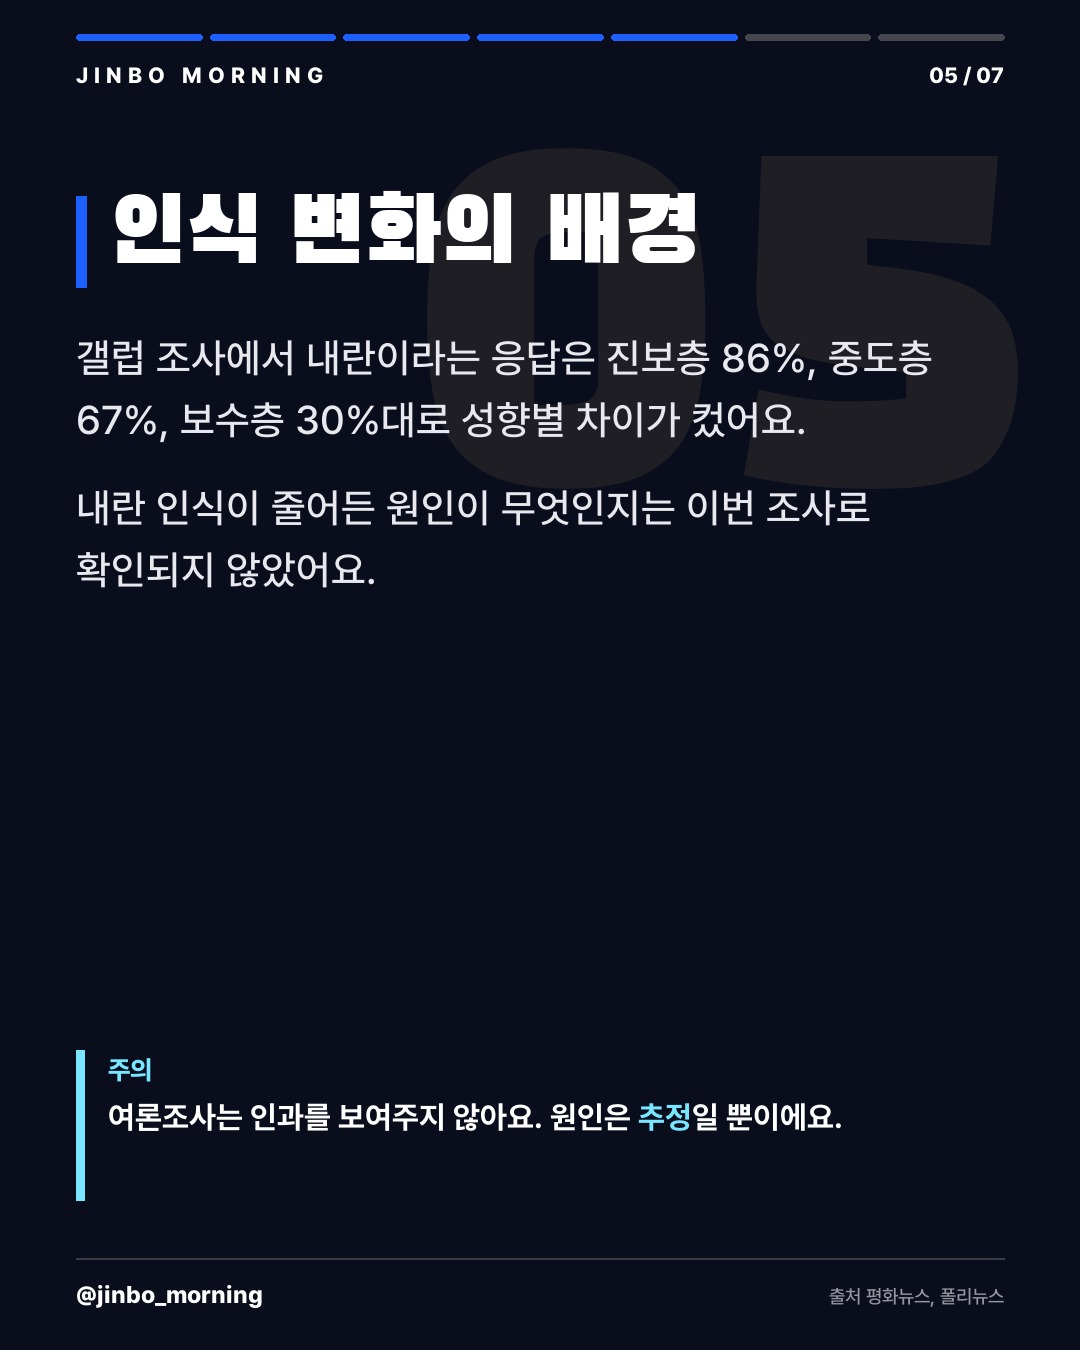 JINBO MORNING
05 / 07
05
인식 변화의 배경
갤럽 조사에서 내란이라는 응답은 진보층 86%, 중도층
67%, 보수층 30%대로 성향별 차이가 컸어요.
내란 인식이 줄어든 원인이 무엇인지는 이번 조사로
확인되지 않았어요.
주의
여론조사는 인과를 보여주지 않아요. 원인은 추정일 뿐이에요.
@jinbo_morning
출처 평화뉴스, 폴리뉴스